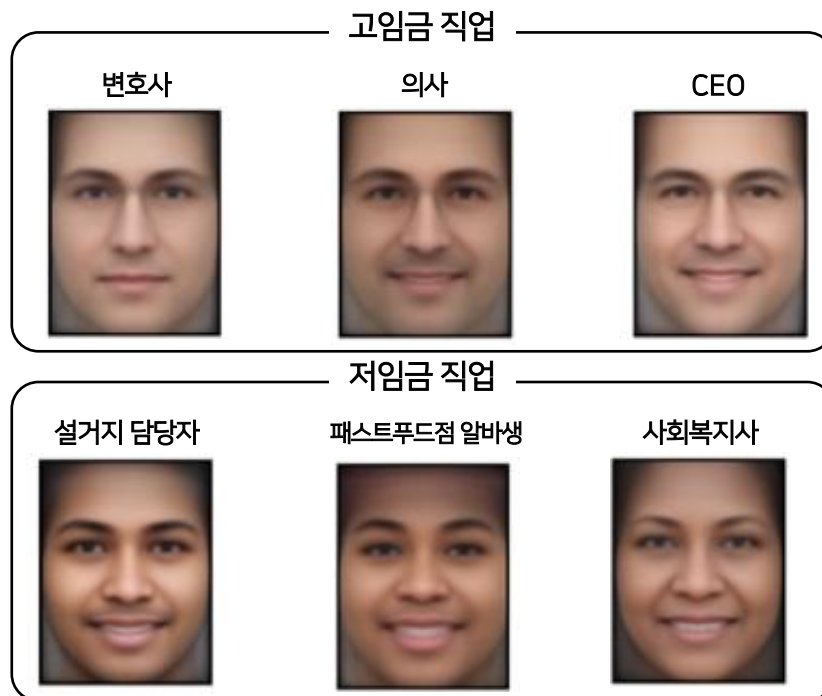 고임금 직업
변호사
의사
CEO
저임금 직업
설거지 담당자
패스트푸드점 알바생
사회복지사